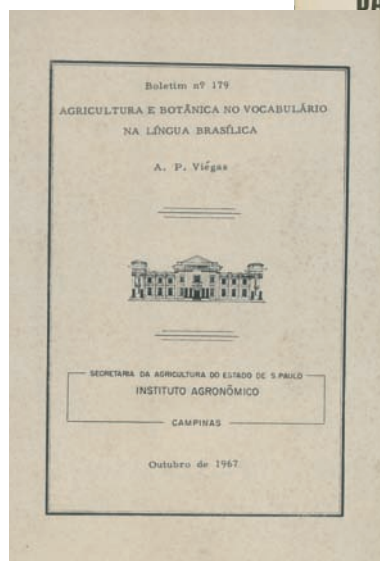 DA
Boletim nº 179
AGRICULTURA E BOTÂNICA NO VOCABULÁRIO
NA LÍNGUA BRASÍLICA
A. P. Viégas
SECRETARIA DA AGRICULTURA DO ESTADO DE S.PAULO
INSTITUTO AGRONÔMICO
CAMPINAS
Outubro de 1967